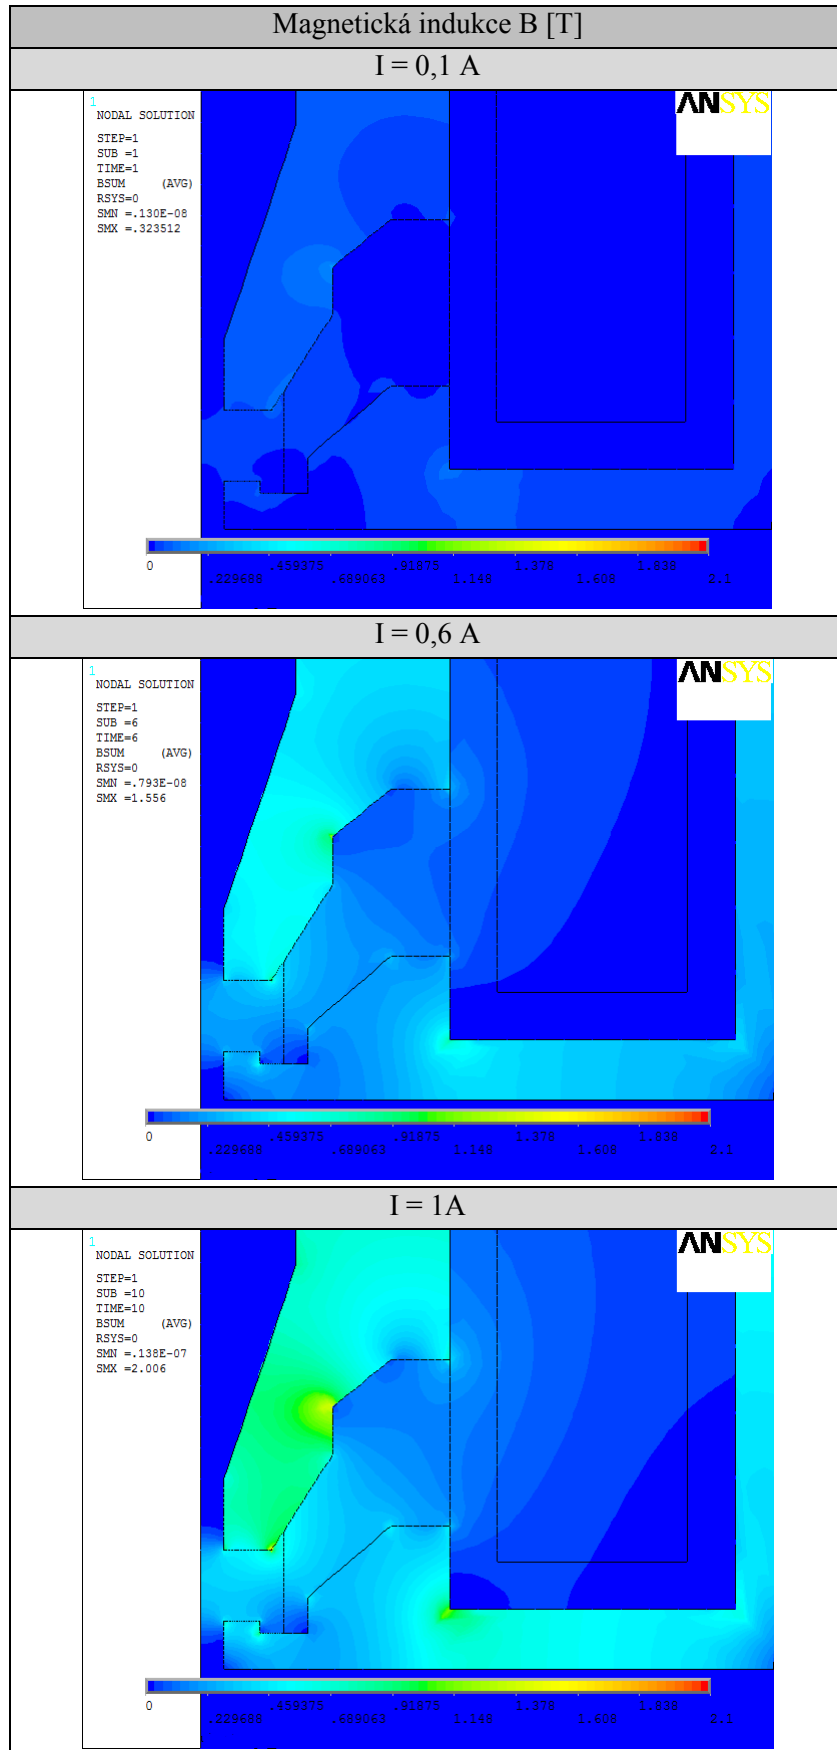 Magnetická indukce B [T]
I = 0,1 A
1
ANSYS
NODAL SOLUTION
STEP=1
SUB =1
TIME=1
BSUM (AVG)
RSYS=0
SMN =.130E-08
SMX =.323512
0 .459375 .91875 1.378 1.838
.229688 .689063 1.148 1.608 2.1
I = 0,6 A
1
ANSYS
NODAL SOLUTION
STEP=1
SUB =6
TIME=6
BSUM (AVG)
RSYS=0
SMN =.793E-08
SMX =1.556
0 .459375 .91875 1.378 1.838
.229688 .689063 1.148 1.608 2.1
I = 1A
1
ANSYS
NODAL SOLUTION
STEP=1
SUB =10
TIME=10
BSUM (AVG)
RSYS=0
SMN =.138E-07
SMX =2.006
0 .459375 .91875 1.378 1.838
.229688 .689063 1.148 1.608 2.1